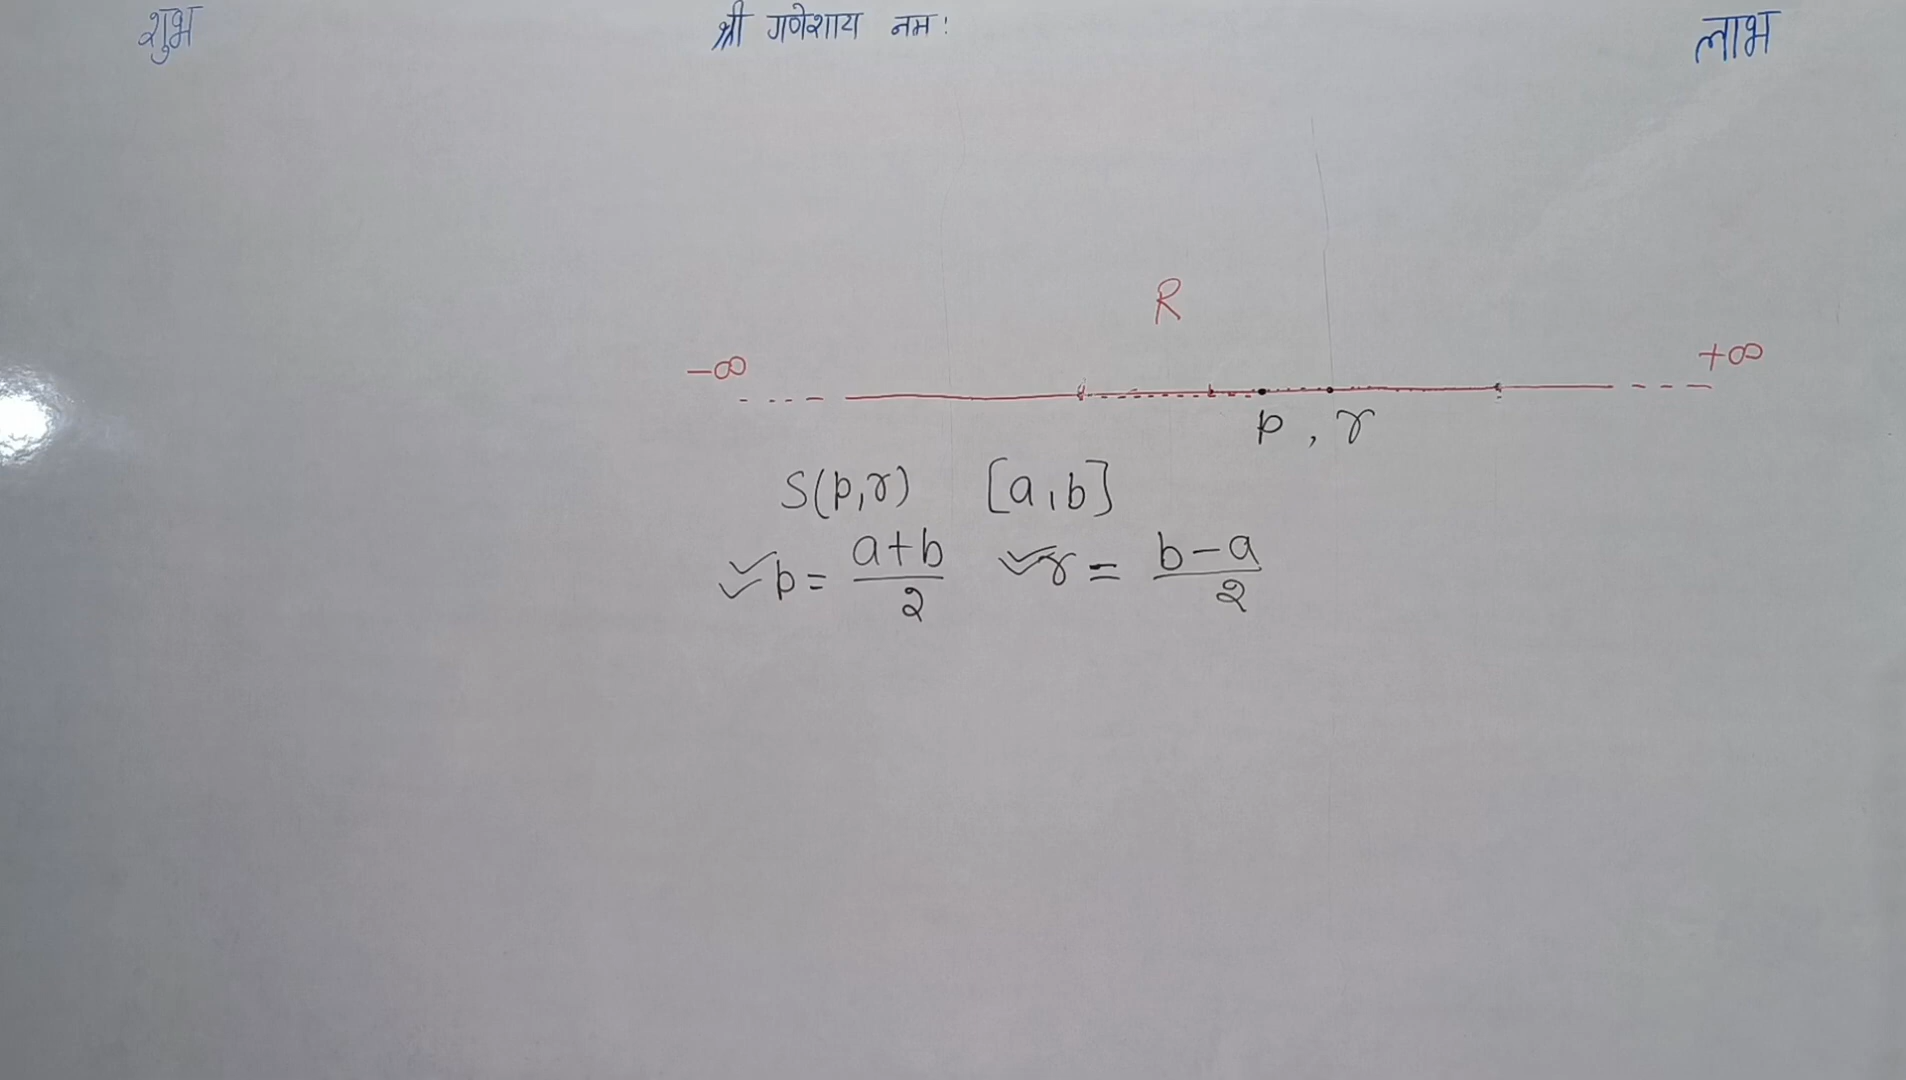 शुभ श्री गणेशाय नम: लाभ
R
-∞ +∞
p, r
S(p,r) [a,b]
p = (a+b)/2 r = (b-a)/2